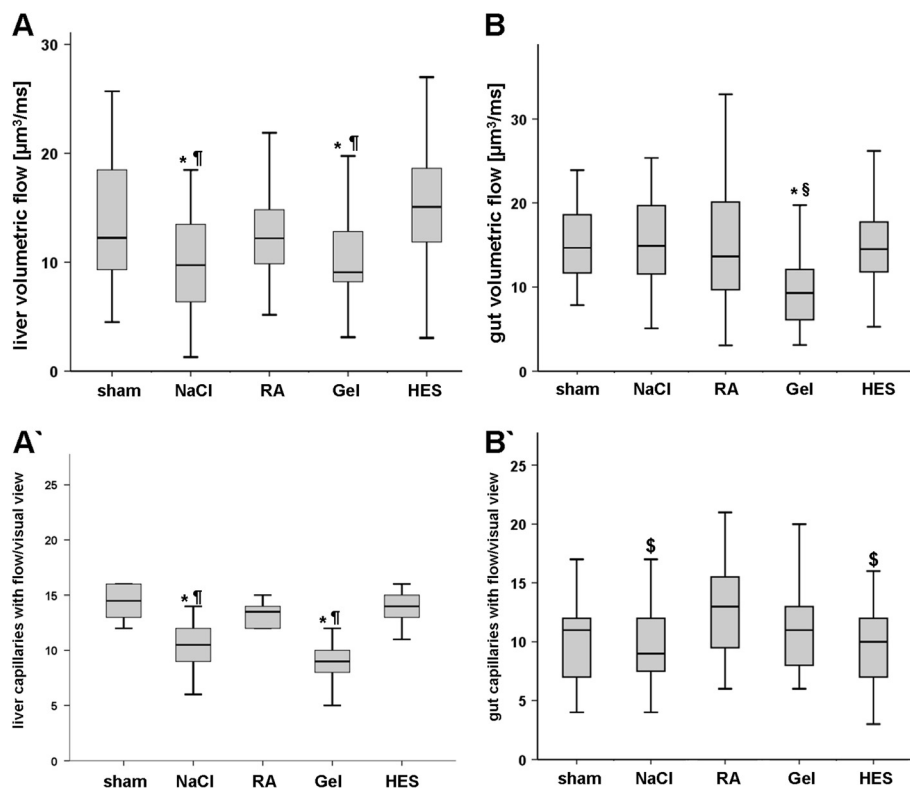 A
liver volumetric flow [µm³/ms]
30
20
10
0
* ¶
* ¶
sham NaCl RA Gel HES
B
gut volumetric flow [µm³/ms]
30
20
10
0
* §
sham NaCl RA Gel HES
A`
liver capillaries with flow/visual view
25
20
15
10
5
0
* ¶
* ¶
sham NaCl RA Gel HES
B`
gut capillaries with flow/visual view
25
20
15
10
5
0
$
$
sham NaCl RA Gel HES